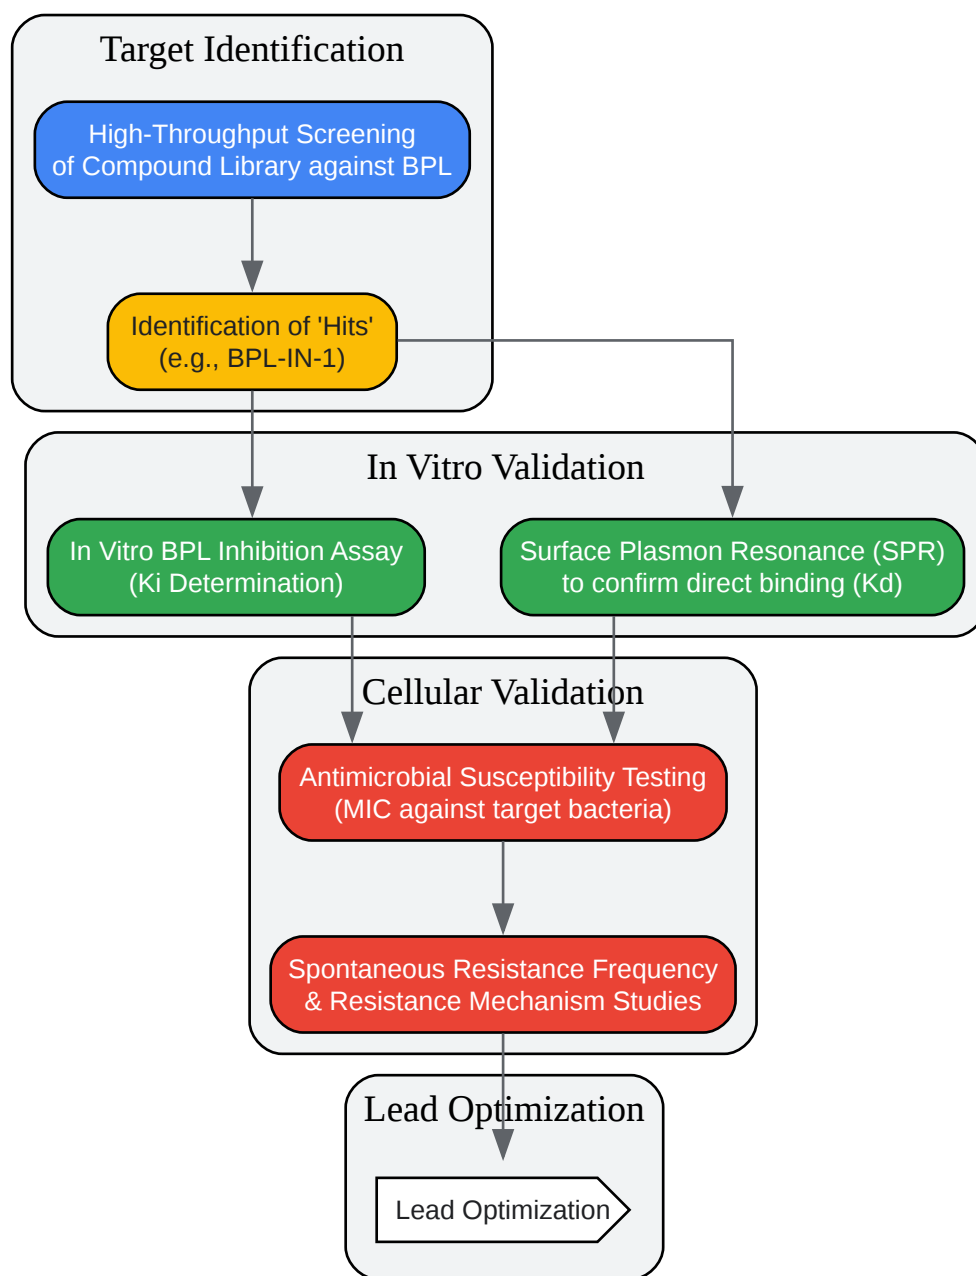 Target Identification
High-Throughput Screening
of Compound Library against BPL
Identification of 'Hits'
(e.g., BPL-IN-1)
In Vitro Validation
In Vitro BPL Inhibition Assay
(Ki Determination)
Surface Plasmon Resonance (SPR)
to confirm direct binding (Kd)
Cellular Validation
Antimicrobial Susceptibility Testing
(MIC against target bacteria)
Spontaneous Resistance Frequency
& Resistance Mechanism Studies
Lead Optimization
Lead Optimization